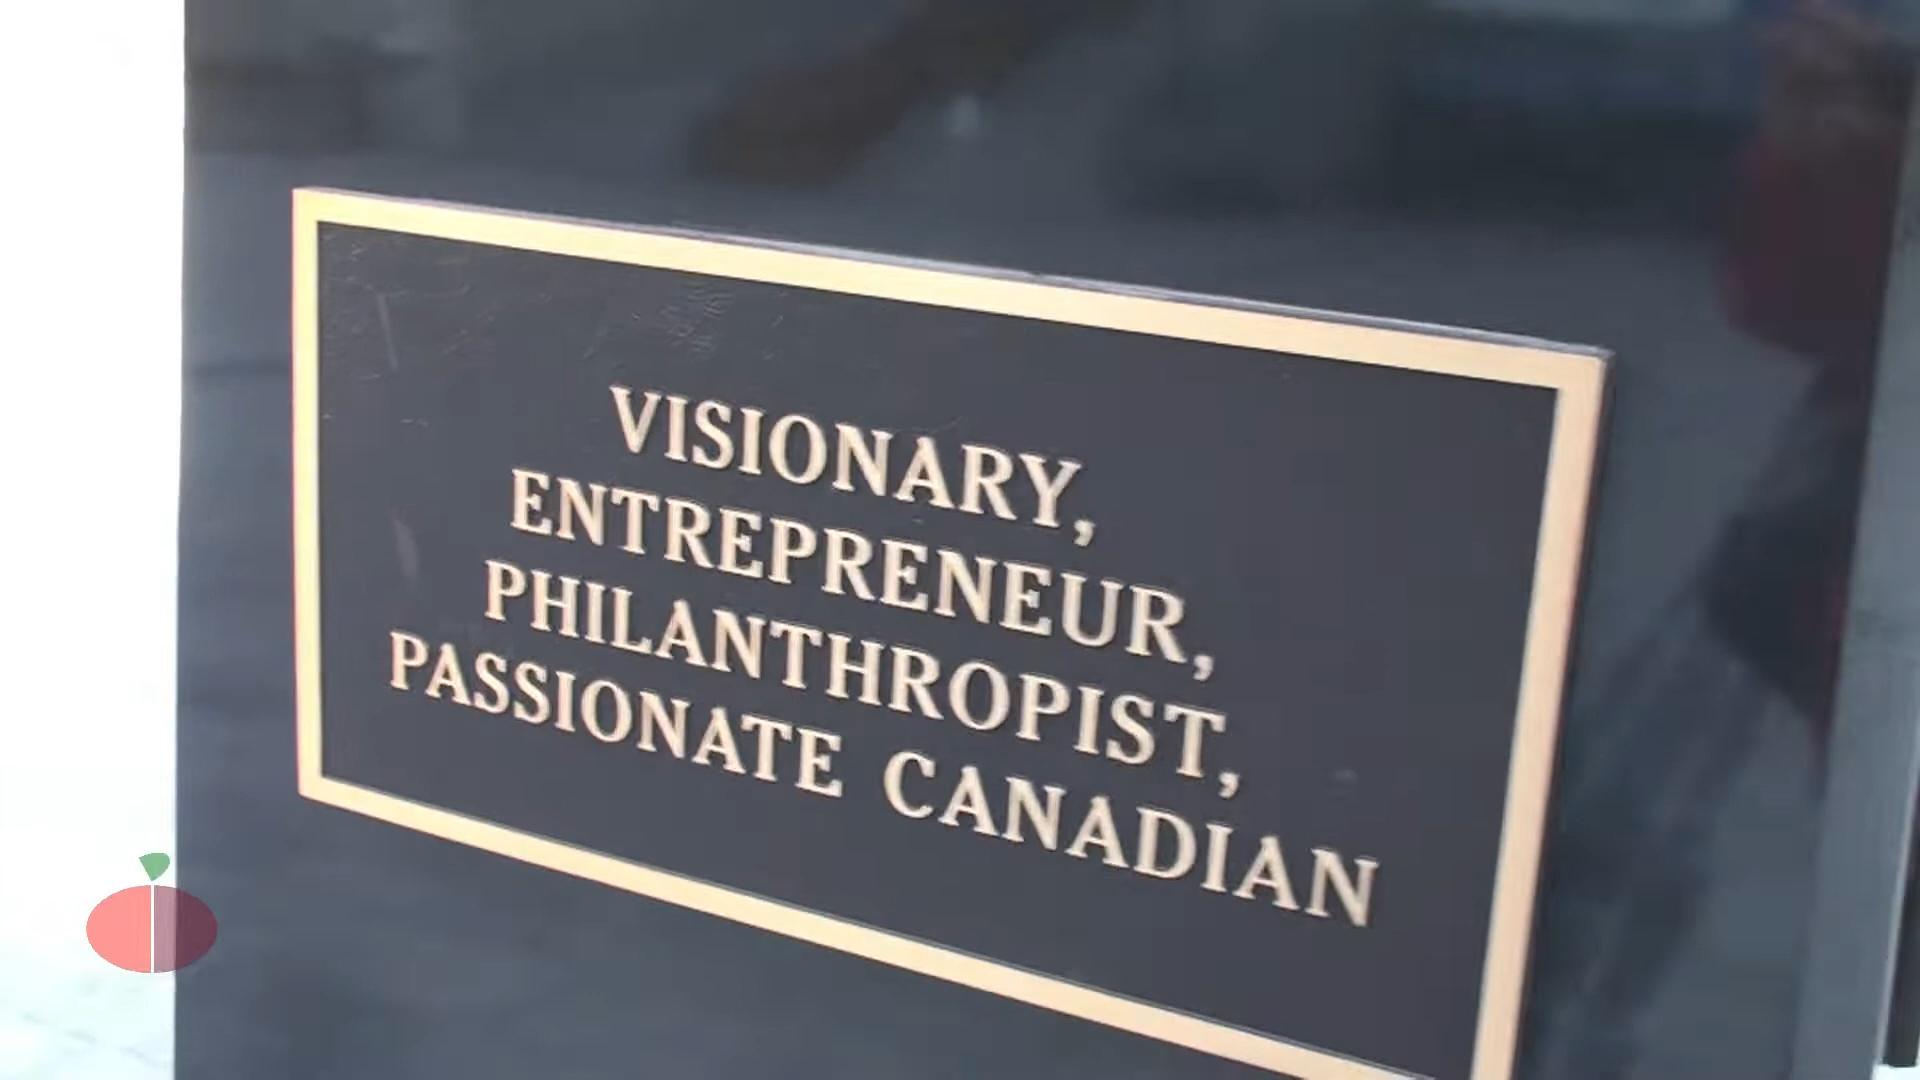 VISIONARY,
ENTREPRENEUR,
PHILANTHROPIST,
PASSIONATE CANADIAN